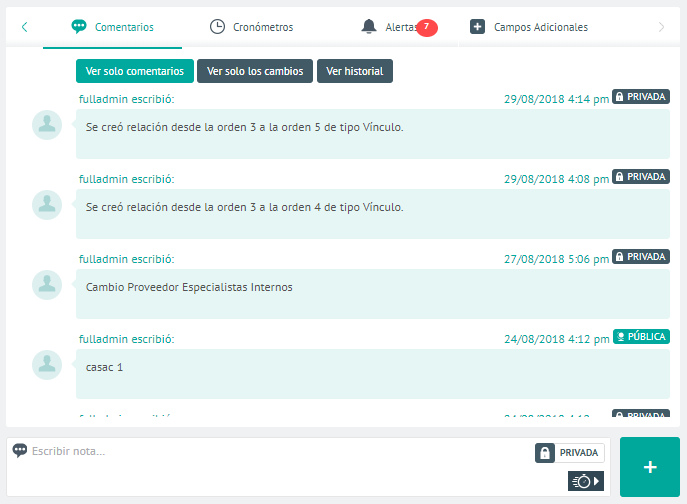 Comentarios Cronómetros Alertas 7 Campos Adicionales
Ver solo comentarios Ver solo los cambios Ver historial
fulladmin escribió: 29/08/2018 4:14 pm PRIVADA
Se creó relación desde la orden 3 a la orden 5 de tipo Vínculo.
fulladmin escribió: 29/08/2018 4:08 pm PRIVADA
Se creó relación desde la orden 3 a la orden 4 de tipo Vínculo.
fulladmin escribió: 27/08/2018 5:06 pm PRIVADA
Cambio Proveedor Especialistas Internos
fulladmin escribió: 24/08/2018 4:12 pm PÚBLICA
casac 1
fulladmin escribió: PRIVADA
Escribir nota... PRIVADA
+